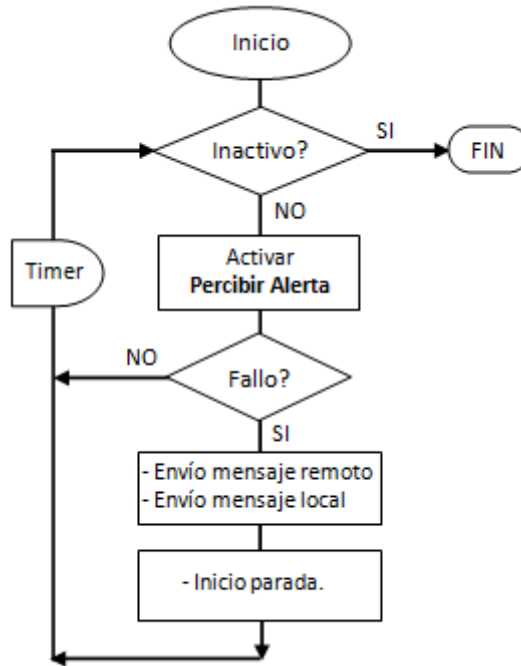 Inicio
Inactivo?
SI
FIN
NO
Timer
Activar
Percibir Alerta
NO
Fallo?
SI
- Envío mensaje remoto
- Envío mensaje local
- Inicio parada.